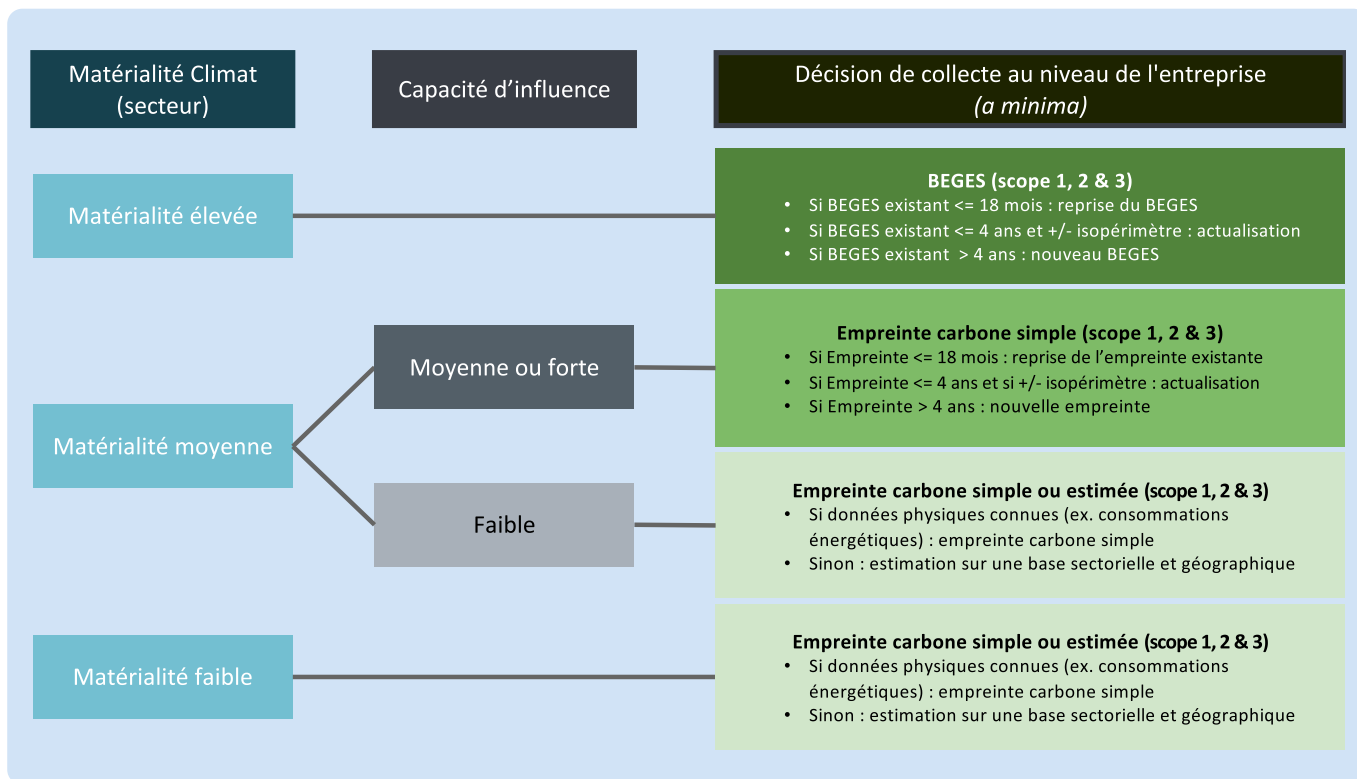 Matérialité Climat
(secteur)
Capacité d’influence
Décision de collecte au niveau de l'entreprise
(a minima)
Matérialité élevée
BEGES (scope 1, 2 & 3)
• Si BEGES existant <= 18 mois : reprise du BEGES
• Si BEGES existant <= 4 ans et +/- isopérimètre : actualisation
• Si BEGES existant > 4 ans : nouveau BEGES
Matérialité moyenne
Moyenne ou forte
Empreinte carbone simple (scope 1, 2 & 3)
• Si Empreinte <= 18 mois : reprise de l’empreinte existante
• Si Empreinte <= 4 ans et si +/- isopérimètre : actualisation
• Si Empreinte > 4 ans : nouvelle empreinte
Faible
Empreinte carbone simple ou estimée (scope 1, 2 & 3)
• Si données physiques connues (ex. consommations
énergétiques) : empreinte carbone simple
• Sinon : estimation sur une base sectorielle et géographique
Matérialité faible
Empreinte carbone simple ou estimée (scope 1, 2 & 3)
• Si données physiques connues (ex. consommations
énergétiques) : empreinte carbone simple
• Sinon : estimation sur une base sectorielle et géographique